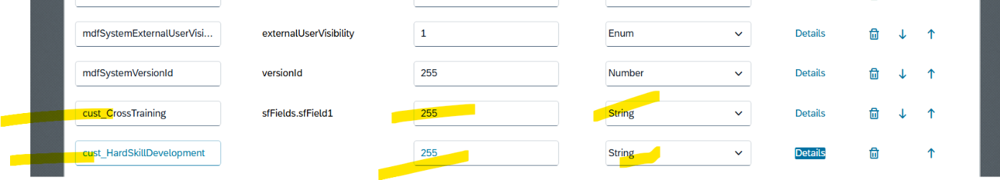 mdfSystemExternalUserVisi... externalUserVisibility 1 Enum Details
mdfSystemVersionId versionId 255 Number Details
cust_CrossTraining sfFields.sfField1 255 String Details
cust_HardSkillDevelopment 255 String Details